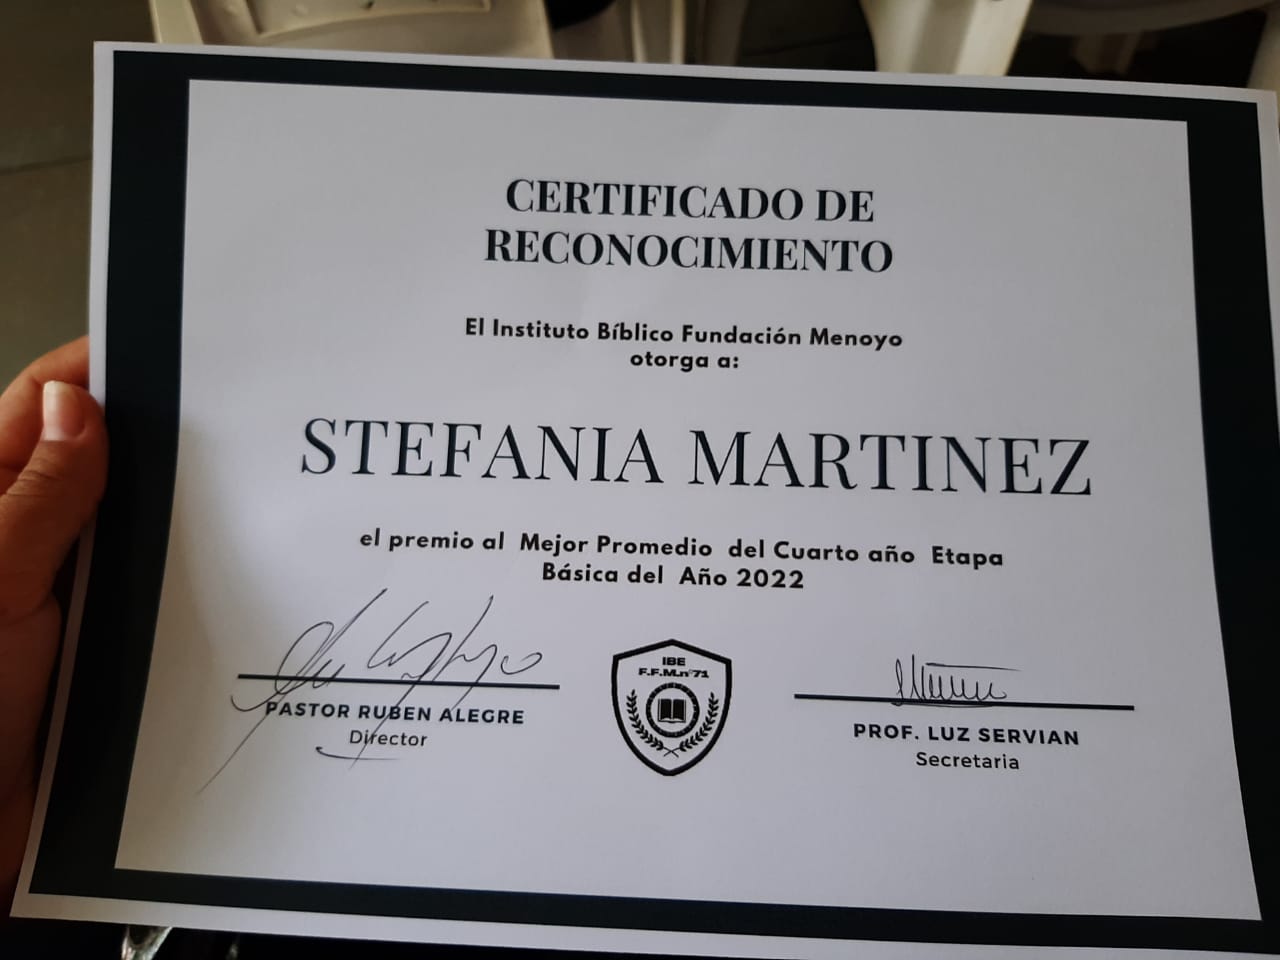 CERTIFICADO DE
RECONOCIMIENTO
El Instituto Bíblico Fundación Menoyo
otorga a:
STEFANIA MARTINEZ
el premio al Mejor Promedio del Cuarto año Etapa
Básica del Año 2022
IBE
F.F.M.n°71
PASTOR RUBEN ALEGRE
Director
PROF. LUZ SERVIAN
Secretaria